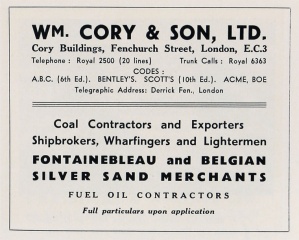 WM. CORY & SON, LTD.
Cory Buildings, Fenchurch Street, London, E.C.3
Telephone: Royal 2500 (20 lines) Trunk Calls: Royal 6363
CODES:
A.B.C. (6th Ed.). BENTLEY'S. SCOTT'S (10th Ed.). ACME, BOE
Telegraphic Address: Derrick Fen., London
Coal Contractors and Exporters
Shipbrokers, Wharfingers and Lightermen
FONTAINEBLEAU and BELGIAN
SILVER SAND MERCHANTS
FUEL OIL CONTRACTORS
Full particulars upon application